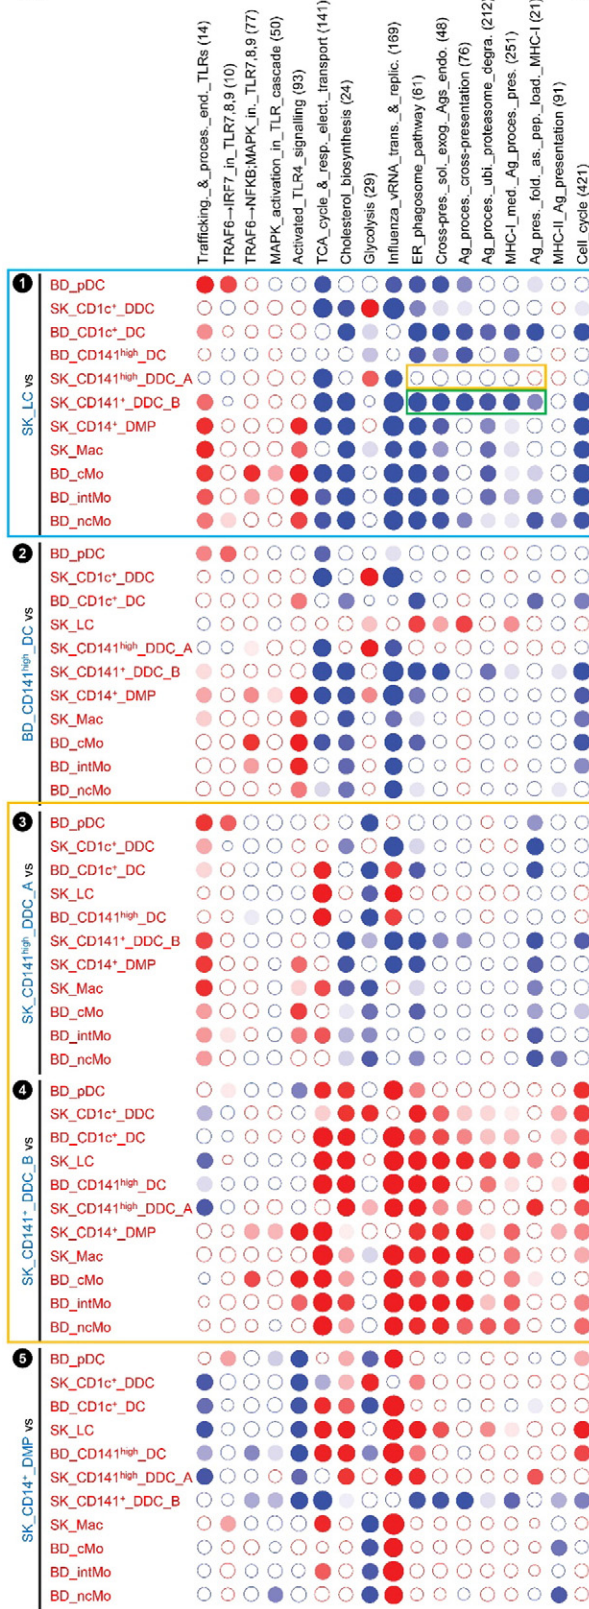 Trafficking._&_proces._end._TLRs (14)
TRAF6→IRF7_in_TLR7,8,9 (10)
TRAF6→NFKB;MAPK_in._TLR7,8,9 (77)
MAPK_activation_in_TLR_cascade (50)
Activated_TLR4_signalling (93)
TCA_cycle_&_resp._elect._transport (141)
Cholesterol_biosynthesis (24)
Glycolysis (29)
Influenza_vRNA_trans._&_replic. (169)
ER_phagosome_pathway (61)
Cross-pres._sol._exog._Ags_endo. (48)
Ag_proces._cross-presentation (76)
Ag_proces._ubi._proteasome_degra. (212)
MHC-I_med._Ag_proces._pres. (251)
Ag_pres._fold._as._pep._load._MHC-I (21)
MHC-II_Ag_presentation (91)
Cell_cycle (421)
1
SK_LC vs
BD_pDC
SK_CD1c⁺_DDC
BD_CD1c⁺_DC
BD_CD141ʰⁱᵍʰ_DC
SK_CD141ʰⁱᵍʰ_DDC_A
SK_CD141⁺_DDC_B
SK_CD14⁺_DMP
SK_Mac
BD_cMo
BD_intMo
BD_ncMo
2
BD_CD141ʰⁱᵍʰ_DC vs
BD_pDC
SK_CD1c⁺_DDC
BD_CD1c⁺_DC
SK_LC
SK_CD141ʰⁱᵍʰ_DDC_A
SK_CD141⁺_DDC_B
SK_CD14⁺_DMP
SK_Mac
BD_cMo
BD_intMo
BD_ncMo
3
SK_CD141ʰⁱᵍʰ_DDC_A vs
BD_pDC
SK_CD1c⁺_DDC
BD_CD1c⁺_DC
SK_LC
BD_CD141ʰⁱᵍʰ_DC
SK_CD141⁺_DDC_B
SK_CD14⁺_DMP
SK_Mac
BD_cMo
BD_intMo
BD_ncMo
4
SK_CD141⁺_DDC_B vs
BD_pDC
SK_CD1c⁺_DDC
BD_CD1c⁺_DC
SK_LC
BD_CD141ʰⁱᵍʰ_DC
SK_CD141ʰⁱᵍʰ_DDC_A
SK_CD14⁺_DMP
SK_Mac
BD_cMo
BD_intMo
BD_ncMo
5
SK_CD14⁺_DMP vs
BD_pDC
SK_CD1c⁺_DDC
BD_CD1c⁺_DC
SK_LC
BD_CD141ʰⁱᵍʰ_DC
SK_CD141ʰⁱᵍʰ_DDC_A
SK_CD141⁺_DDC_B
SK_Mac
BD_cMo
BD_intMo
BD_ncMo